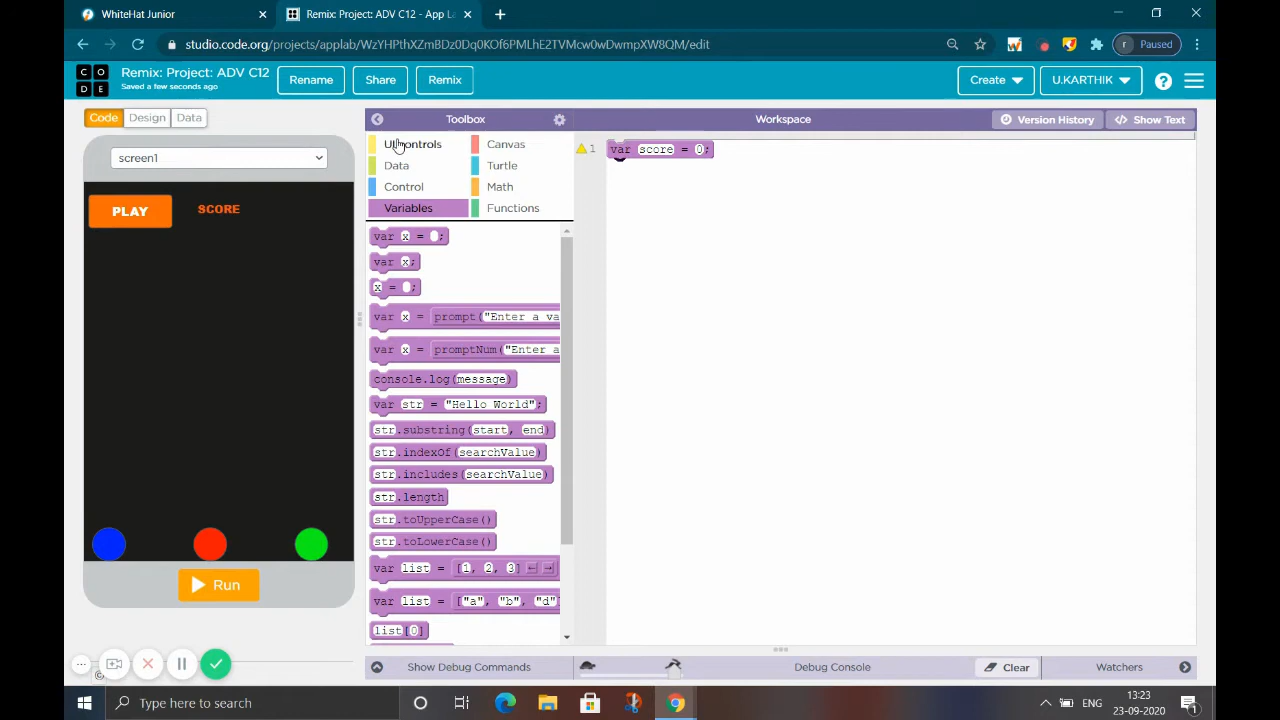 WhiteHat Junior
Remix: Project: ADV C12 - App La
studio.code.org/projects/applab/WzYHPthXZmBDz0Dq0KOf6PMLhE2TVMcw0wDwmpXW8QM/edit
r Paused
C O
D E
Remix: Project: ADV C12
Saved a few seconds ago
Rename
Share
Remix
Create
U.KARTHIK
?
Code
Design
Data
Toolbox
Workspace
Version History
Show Text
screen1
PLAY
SCORE
Run
UI controls
Canvas
Data
Turtle
Control
Math
Variables
Functions
var x = 0;
var x;
x = 0;
var x = prompt("Enter a va
var x = promptNum("Enter a
console.log(message)
var str = "Hello World";
str.substring(start, end)
str.indexOf(searchValue)
str.includes(searchValue)
str.length
str.toUpperCase()
str.toLowerCase()
var list = [1, 2, 3]
var list = ["a", "b", "d"]
list[0]
1
var score = 0;
Show Debug Commands
Debug Console
Clear
Watchers
Type here to search
ENG
13:23
23-09-2020
1